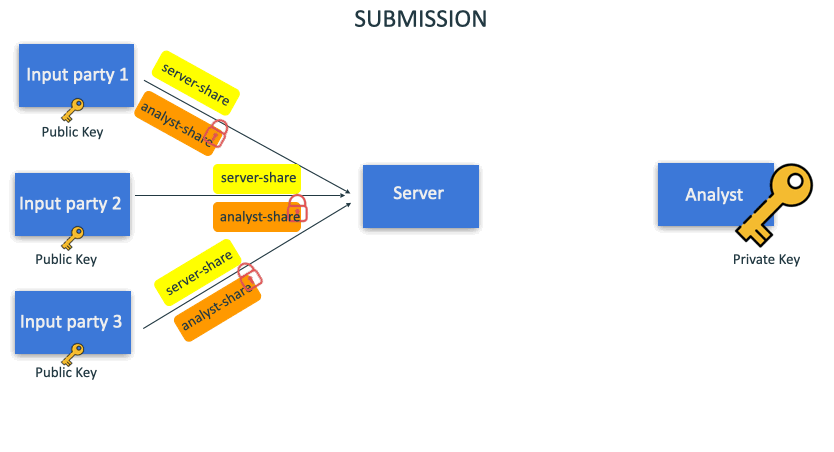 SUBMISSION
Input party 1
Public Key
server-share
analyst-share
Input party 2
Public Key
server-share
analyst-share
Input party 3
Public Key
server-share
analyst-share
Server
Analyst
Private Key